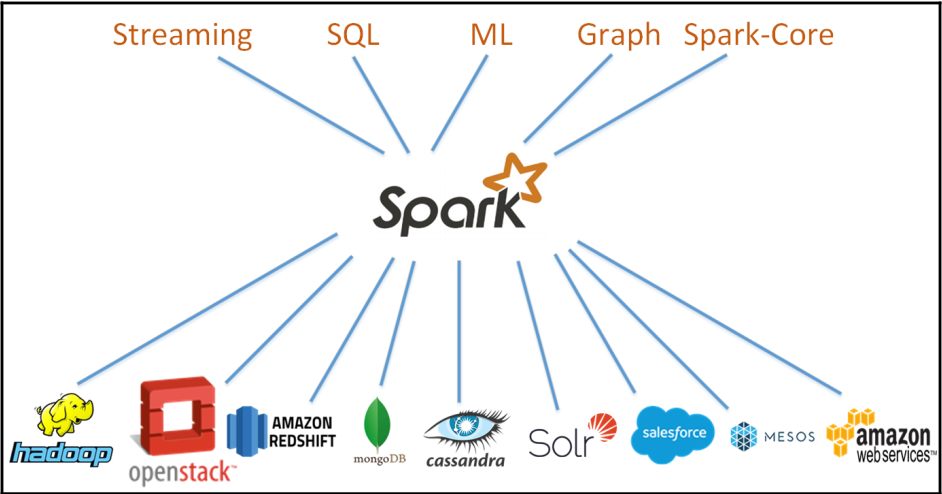 Streaming SQL ML Graph Spark-Core
Spark
hadoop
openstack™
AMAZON
REDSHIFT
mongoDB
cassandra
Solr
salesforce
MESOS
amazon
webservices™